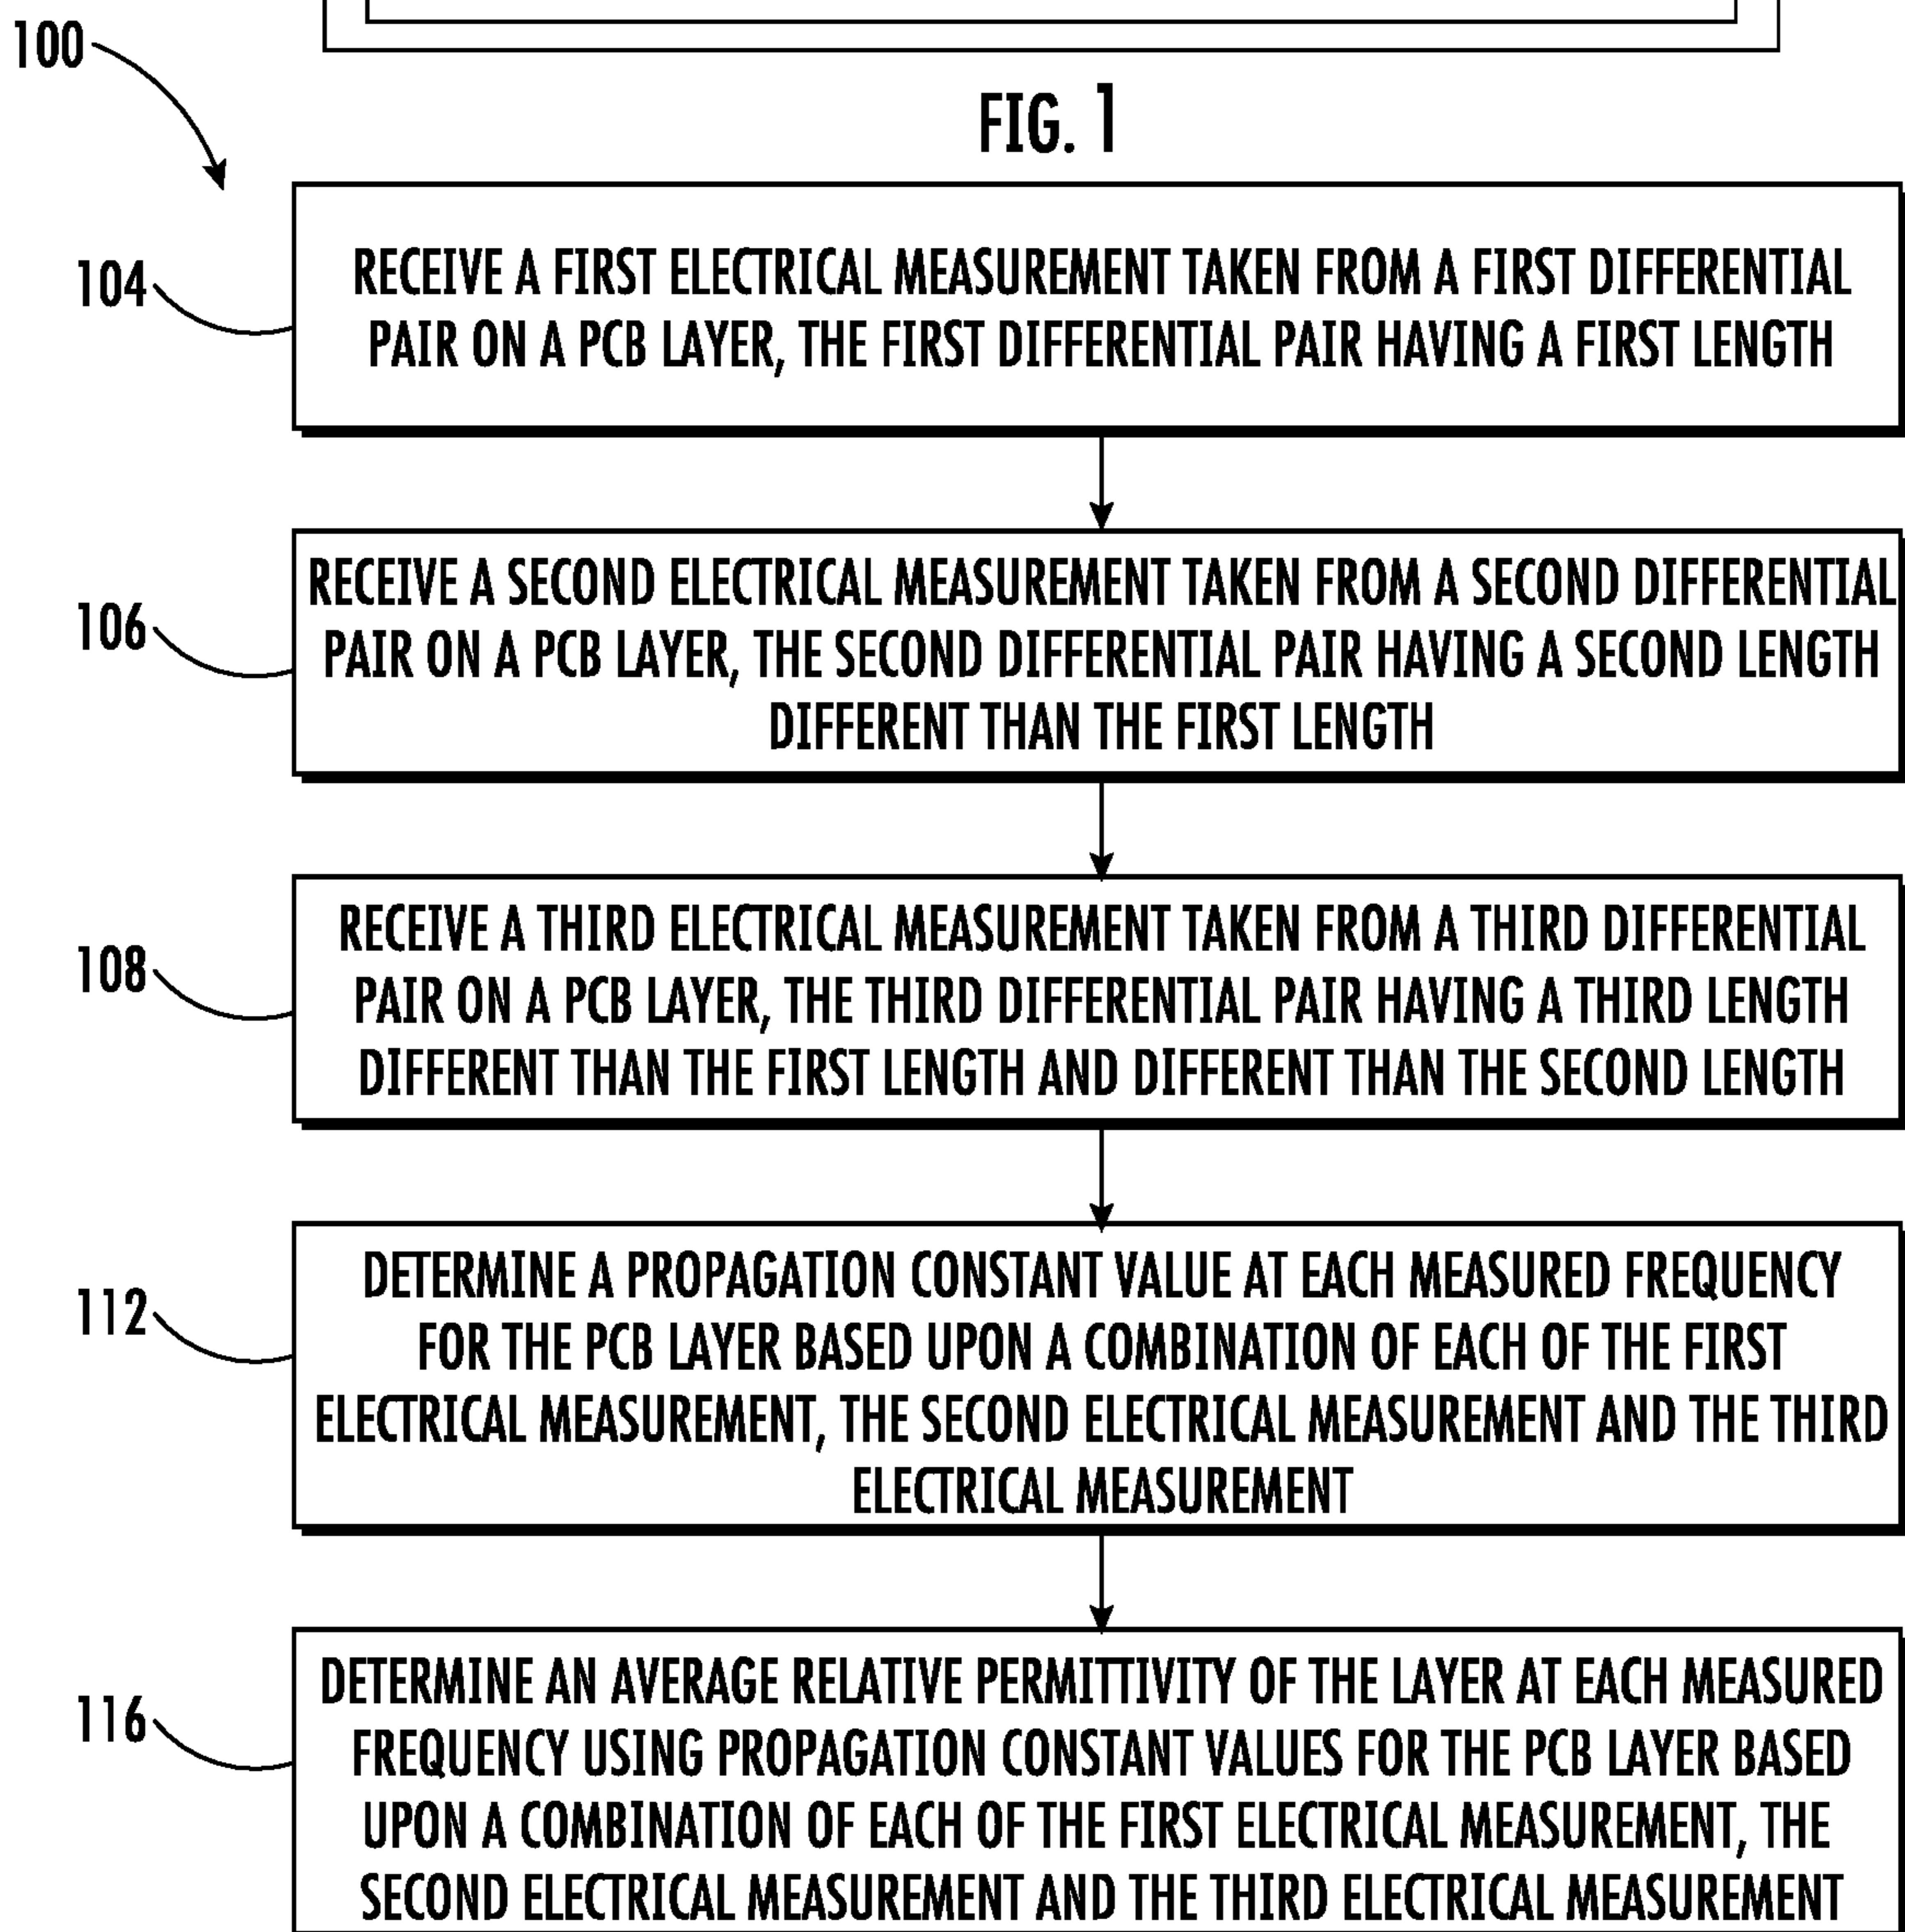 100
FIG. 1
104
RECEIVE A FIRST ELECTRICAL MEASUREMENT TAKEN FROM A FIRST DIFFERENTIAL
PAIR ON A PCB LAYER, THE FIRST DIFFERENTIAL PAIR HAVING A FIRST LENGTH
106
RECEIVE A SECOND ELECTRICAL MEASUREMENT TAKEN FROM A SECOND DIFFERENTIAL
PAIR ON A PCB LAYER, THE SECOND DIFFERENTIAL PAIR HAVING A SECOND LENGTH
DIFFERENT THAN THE FIRST LENGTH
108
RECEIVE A THIRD ELECTRICAL MEASUREMENT TAKEN FROM A THIRD DIFFERENTIAL
PAIR ON A PCB LAYER, THE THIRD DIFFERENTIAL PAIR HAVING A THIRD LENGTH
DIFFERENT THAN THE FIRST LENGTH AND DIFFERENT THAN THE SECOND LENGTH
112
DETERMINE A PROPAGATION CONSTANT VALUE AT EACH MEASURED FREQUENCY
FOR THE PCB LAYER BASED UPON A COMBINATION OF EACH OF THE FIRST
ELECTRICAL MEASUREMENT, THE SECOND ELECTRICAL MEASUREMENT AND THE THIRD
ELECTRICAL MEASUREMENT
116
DETERMINE AN AVERAGE RELATIVE PERMITTIVITY OF THE LAYER AT EACH MEASURED
FREQUENCY USING PROPAGATION CONSTANT VALUES FOR THE PCB LAYER BASED
UPON A COMBINATION OF EACH OF THE FIRST ELECTRICAL MEASUREMENT, THE
SECOND ELECTRICAL MEASUREMENT AND THE THIRD ELECTRICAL MEASUREMENT